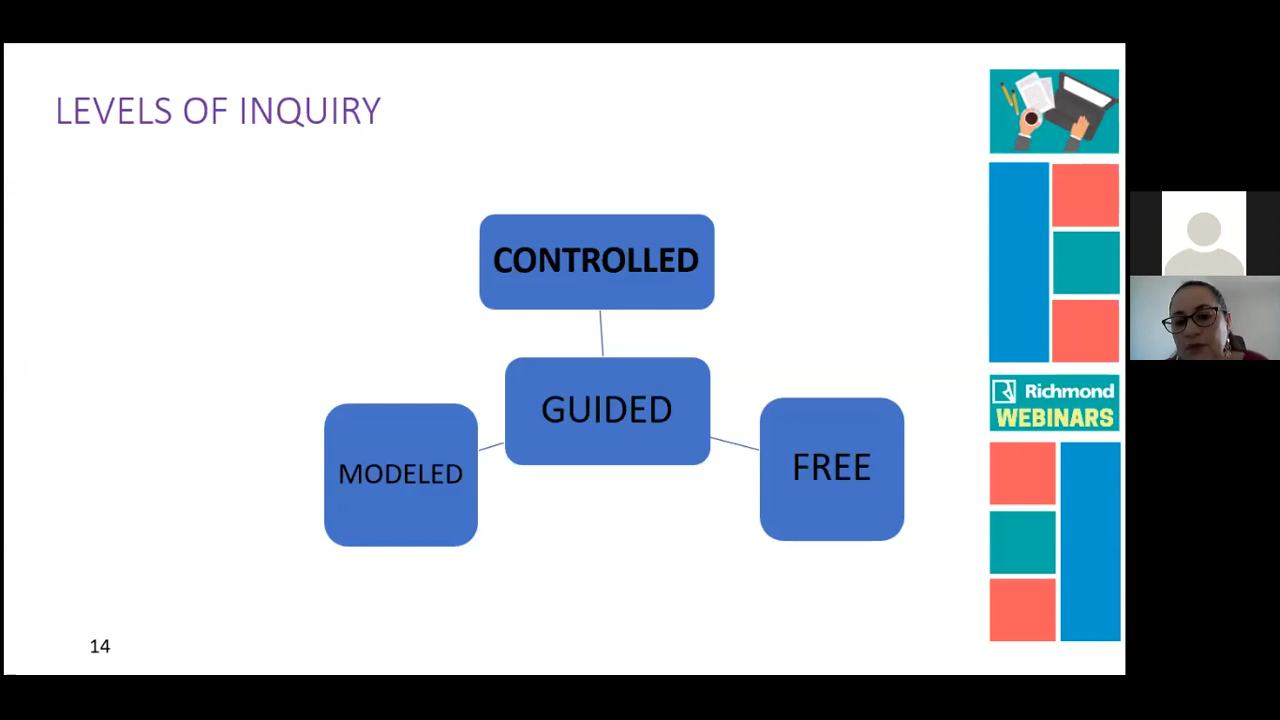 LEVELS OF INQUIRY
CONTROLLED
GUIDED
MODELED
FREE
Richmond
WEBINARS
14